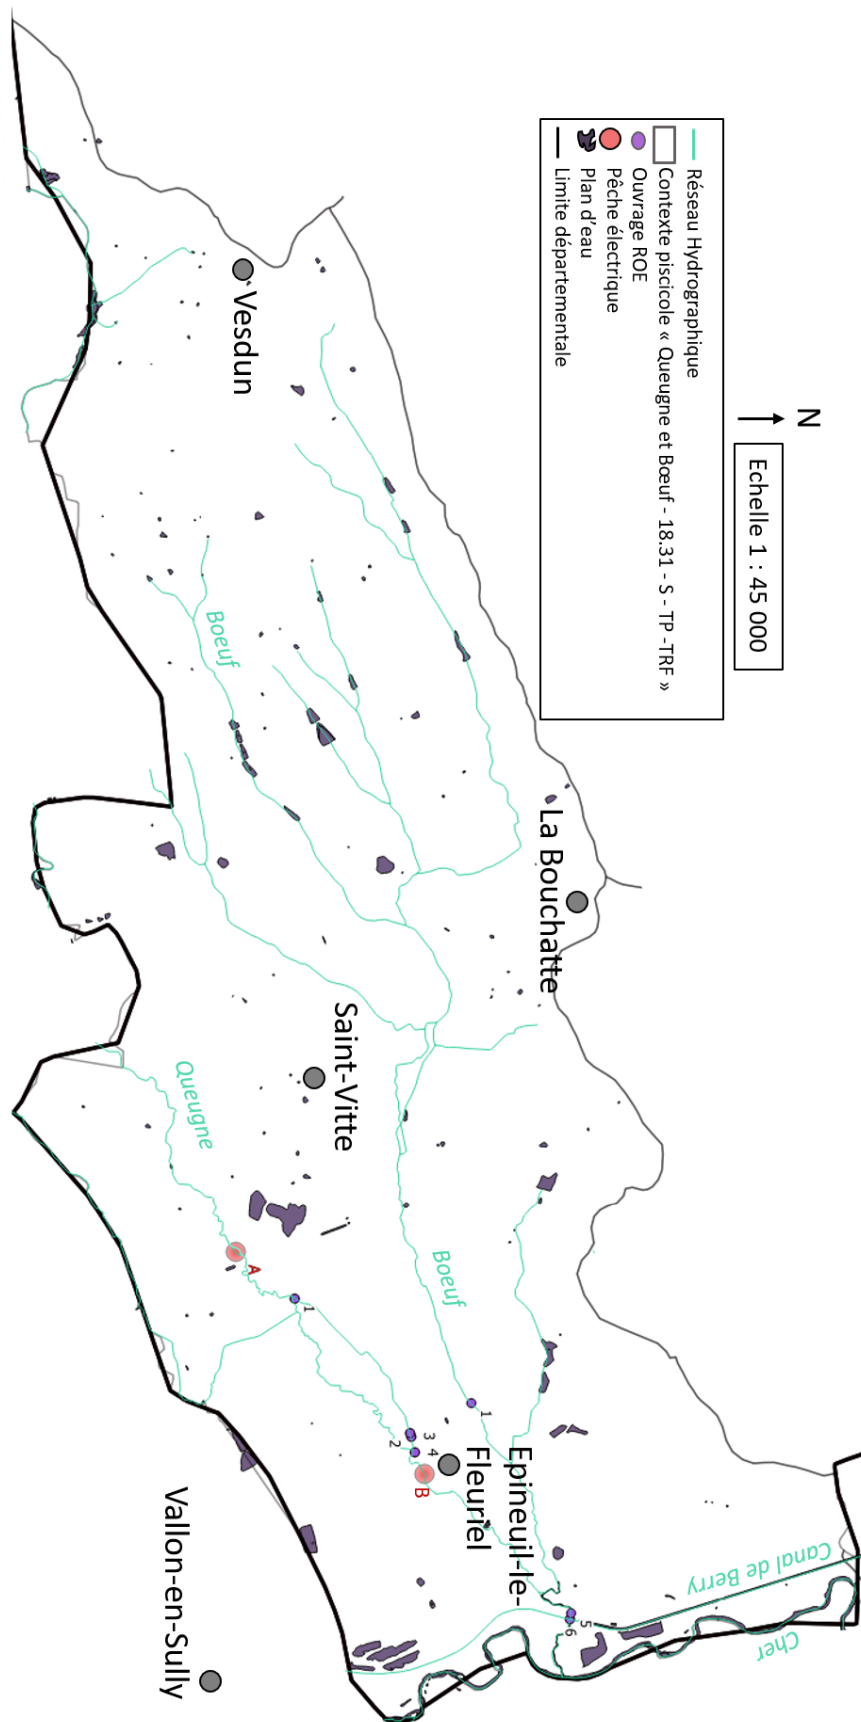 N
Echelle 1 : 45 000
Réseau Hydrographique
Contexte piscicole « Queugne et Bœuf - 18.31 - S - TP -TRF »
Ouvrage ROE
Pêche électrique
Plan d'eau
Limite départementale
Vesdun
La Bouchatte
Boeuf
Saint-Vitte
Queugne
Boeuf
A
1
1
2
3
4
B
Epineuil-le-
Fleuriel
Canal de Berry
5
6
Cher
Vallon-en-Sully